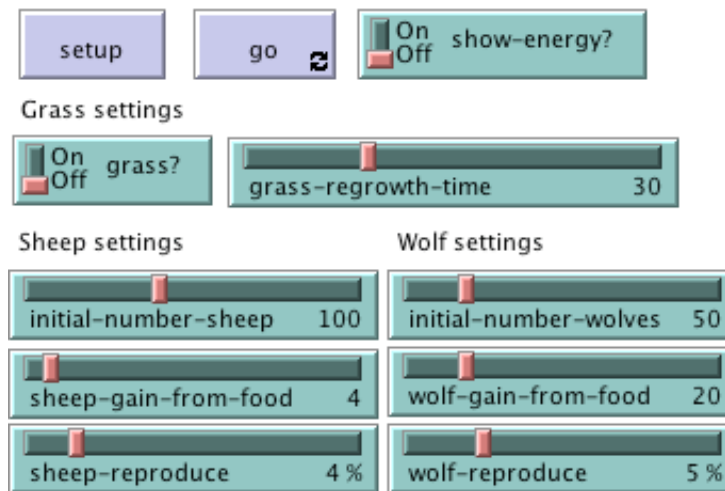 setup
go
On
Off
show-energy?
Grass settings
On
Off
grass?
grass-regrowth-time 30
Sheep settings
Wolf settings
initial-number-sheep 100
initial-number-wolves 50
sheep-gain-from-food 4
wolf-gain-from-food 20
sheep-reproduce 4 %
wolf-reproduce 5 %